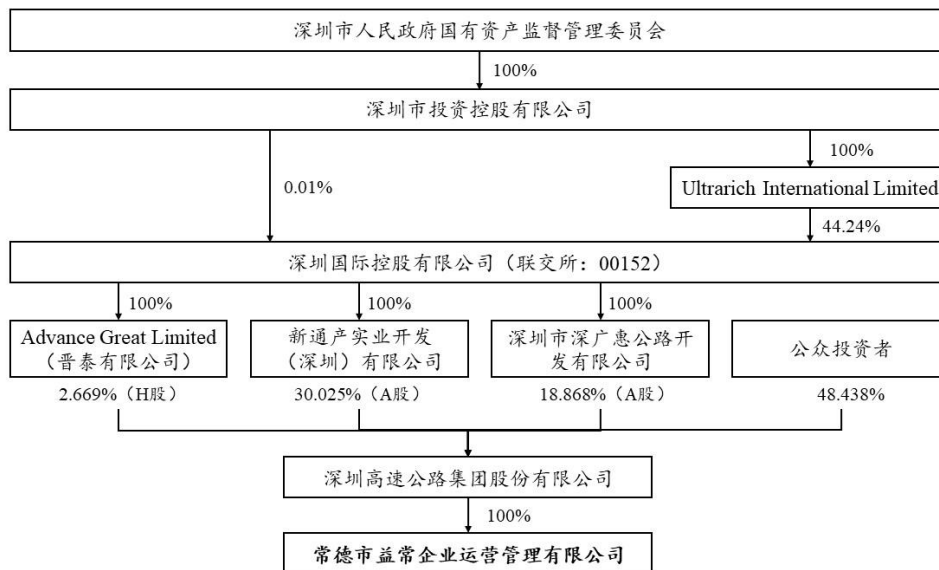 深圳市人民政府国有资产监督管理委员会
100%
深圳市投资控股有限公司
100%
0.01%
Ultrarich International Limited
44.24%
深圳国际控股有限公司（联交所：00152）
100%
100%
100%
Advance Great Limited
（晋泰有限公司）
新通产实业开发
（深圳）有限公司
深圳市深广惠公路开
发有限公司
公众投资者
2.669%（H股）
30.025%（A股）
18.868%（A股）
48.438%
深圳高速公路集团股份有限公司
100%
常德市益常企业运营管理有限公司